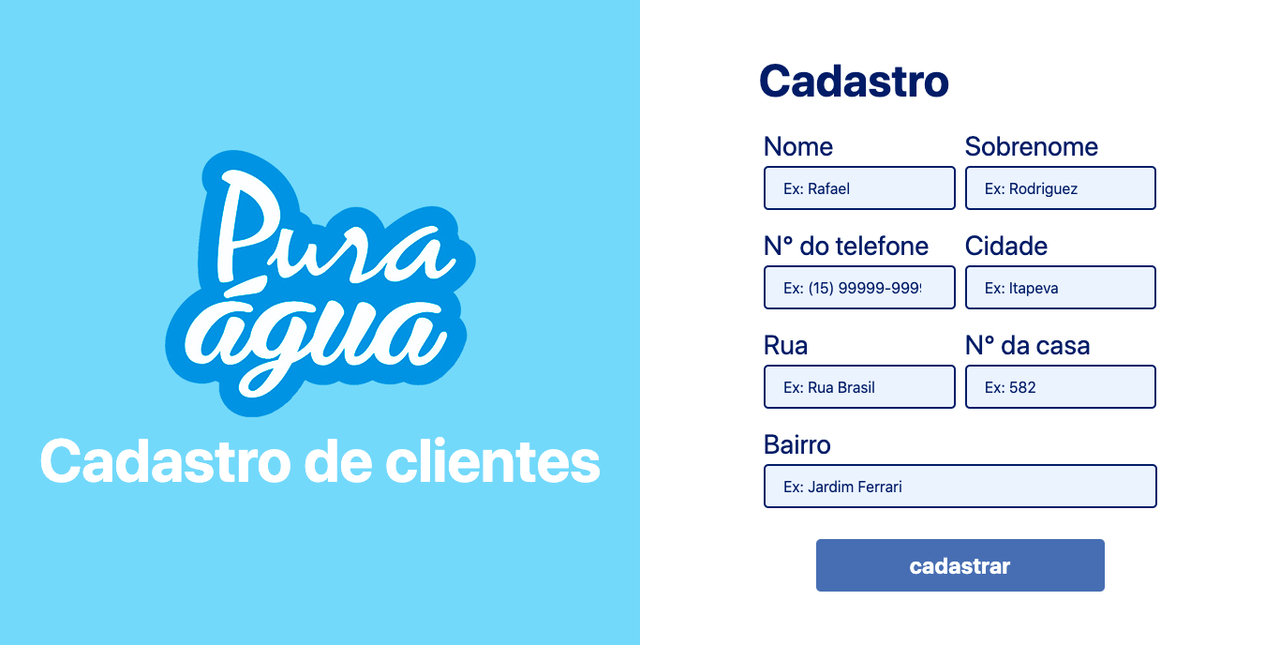 Pura
água
Cadastro de clientes
Cadastro
Nome
Sobrenome
Ex: Rafael
Ex: Rodriguez
N° do telefone
Cidade
Ex: (15) 99999-999
Ex: Itapeva
Rua
N° da casa
Ex: Rua Brasil
Ex: 582
Bairro
Ex: Jardim Ferrari
cadastrar